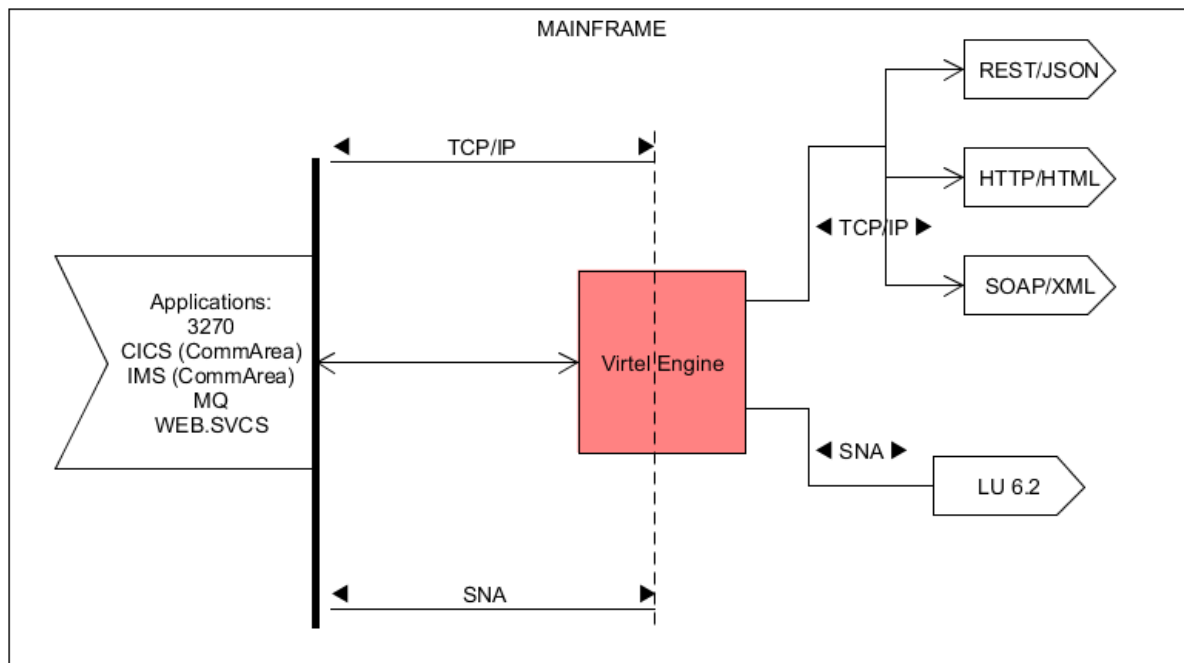 MAINFRAME
REST/JSON
TCP/IP
HTTP/HTML
TCP/IP
SOAP/XML
Applications:
3270
CICS (CommArea)
IMS (CommArea)
MQ
WEB.SVCS
Virtel Engine
SNA
LU 6.2
SNA